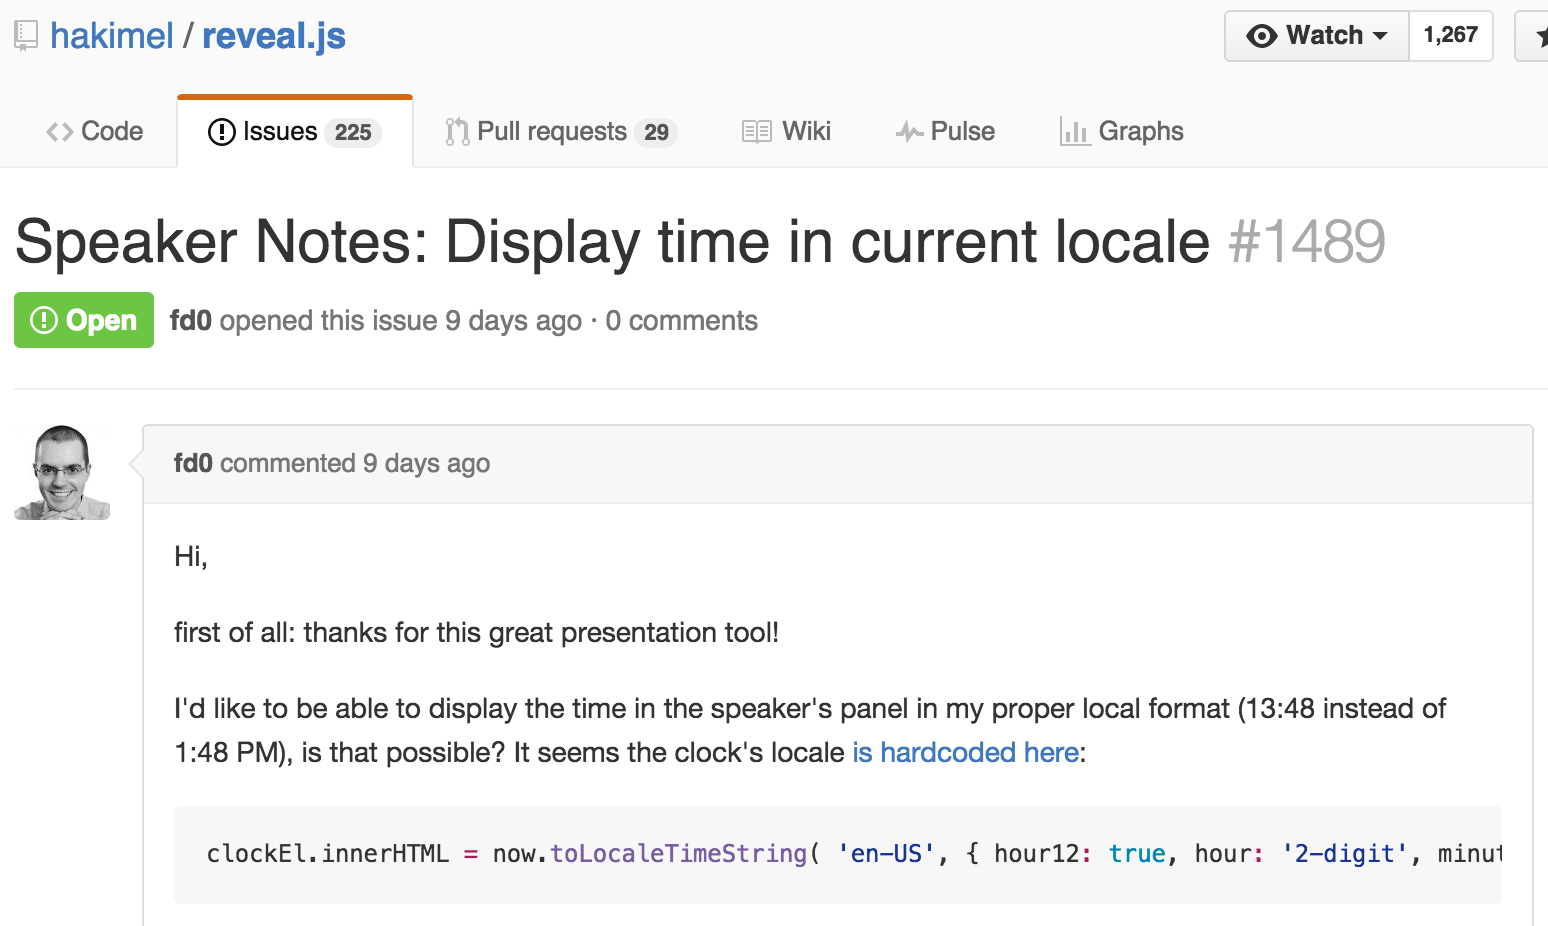 hakimel / reveal.js
Watch 1,267
Code Issues 225 Pull requests 29 Wiki Pulse Graphs
Speaker Notes: Display time in current locale #1489
Open fd0 opened this issue 9 days ago · 0 comments
fd0 commented 9 days ago
Hi,
first of all: thanks for this great presentation tool!
I'd like to be able to display the time in the speaker's panel in my proper local format (13:48 instead of
1:48 PM), is that possible? It seems the clock's locale is hardcoded here:
clockEl.innerHTML = now.toLocaleTimeString( 'en-US', { hour12: true, hour: '2-digit', minut